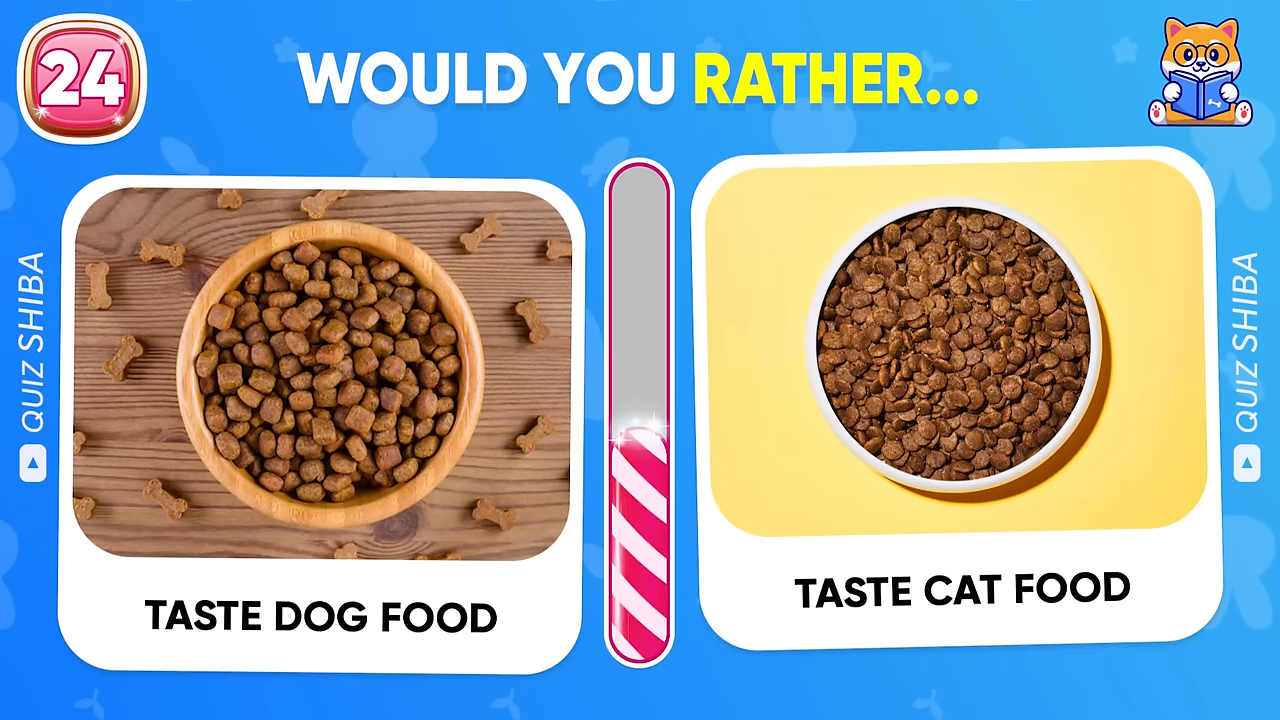 24
WOULD YOU RATHER...
QUIZ SHIBA
TASTE DOG FOOD
TASTE CAT FOOD
QUIZ SHIBA